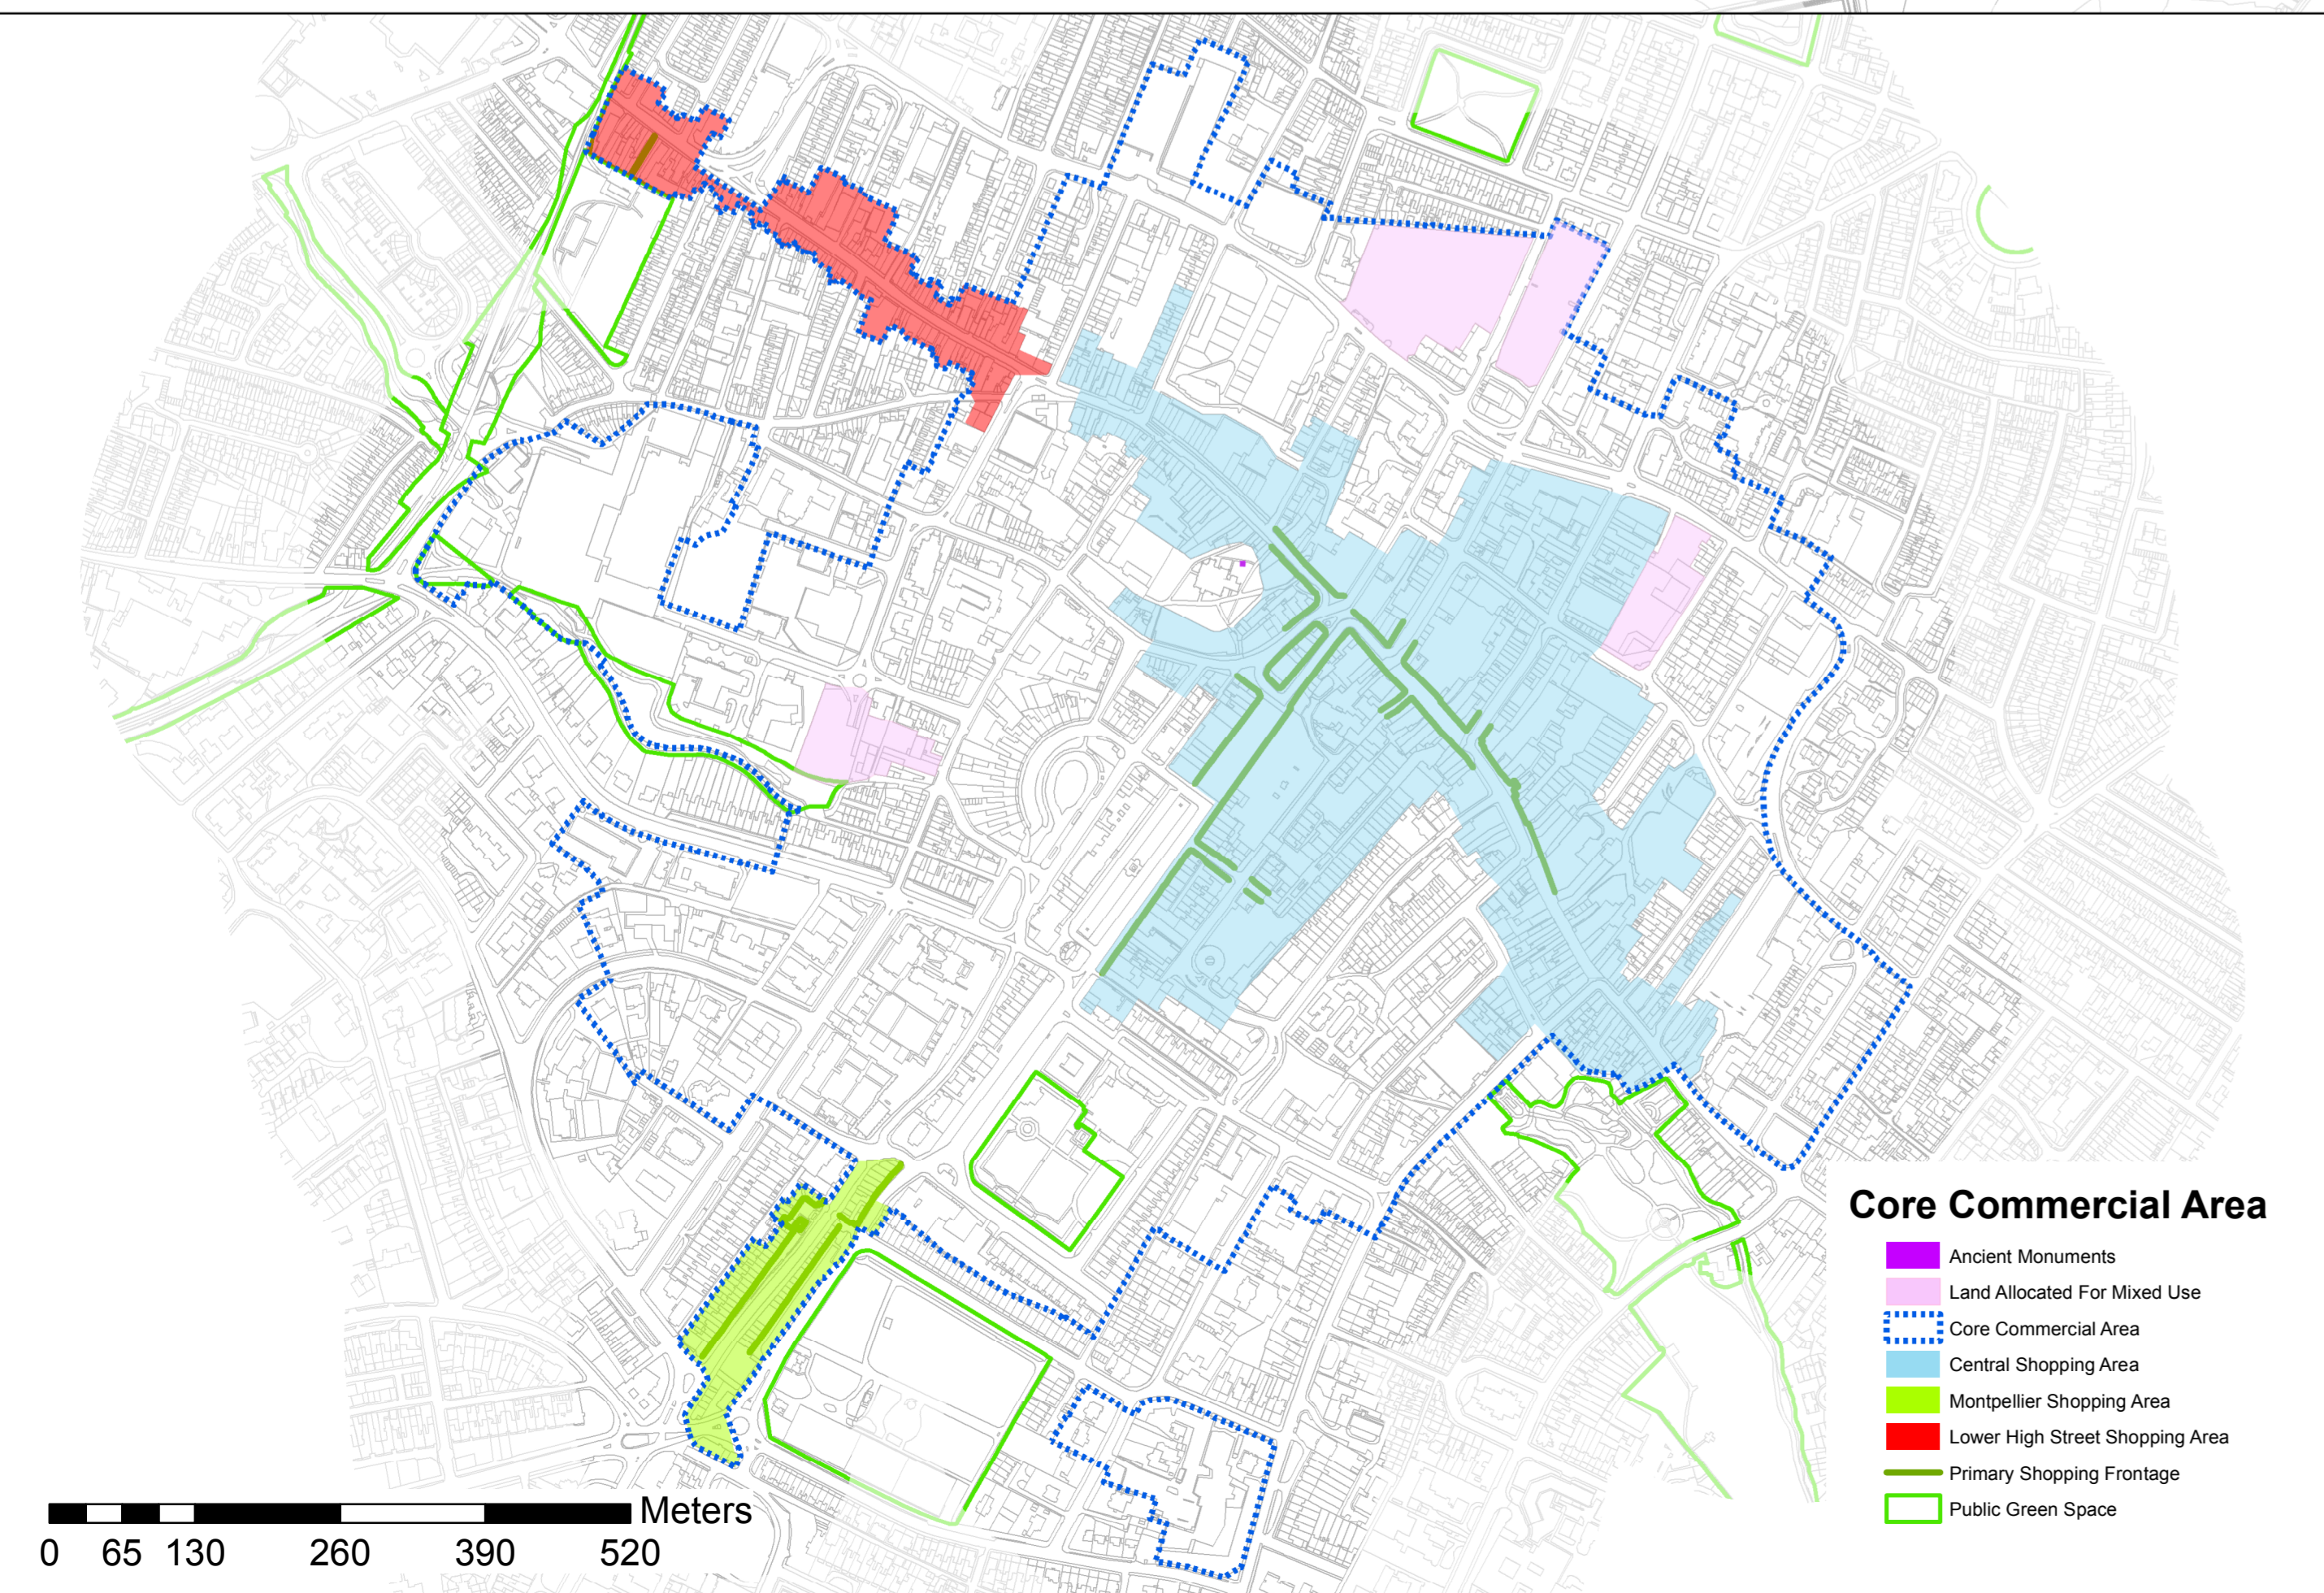 Core Commercial Area
Ancient Monuments
Land Allocated For Mixed Use
Core Commercial Area
Central Shopping Area
Montpellier Shopping Area
Lower High Street Shopping Area
Primary Shopping Frontage
Public Green Space
Meters
0 65 130 260 390 520